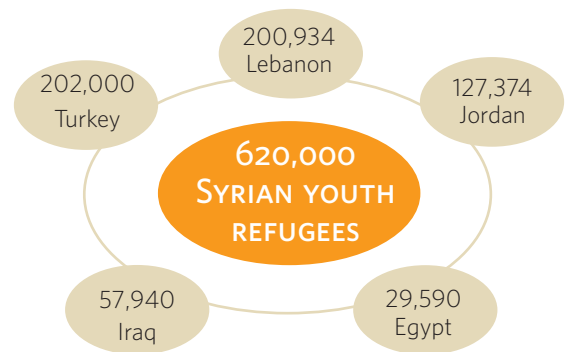 200,934
Lebanon
202,000
Turkey
127,374
Jordan
620,000
Syrian youth
refugees
57,940
Iraq
29,590
Egypt